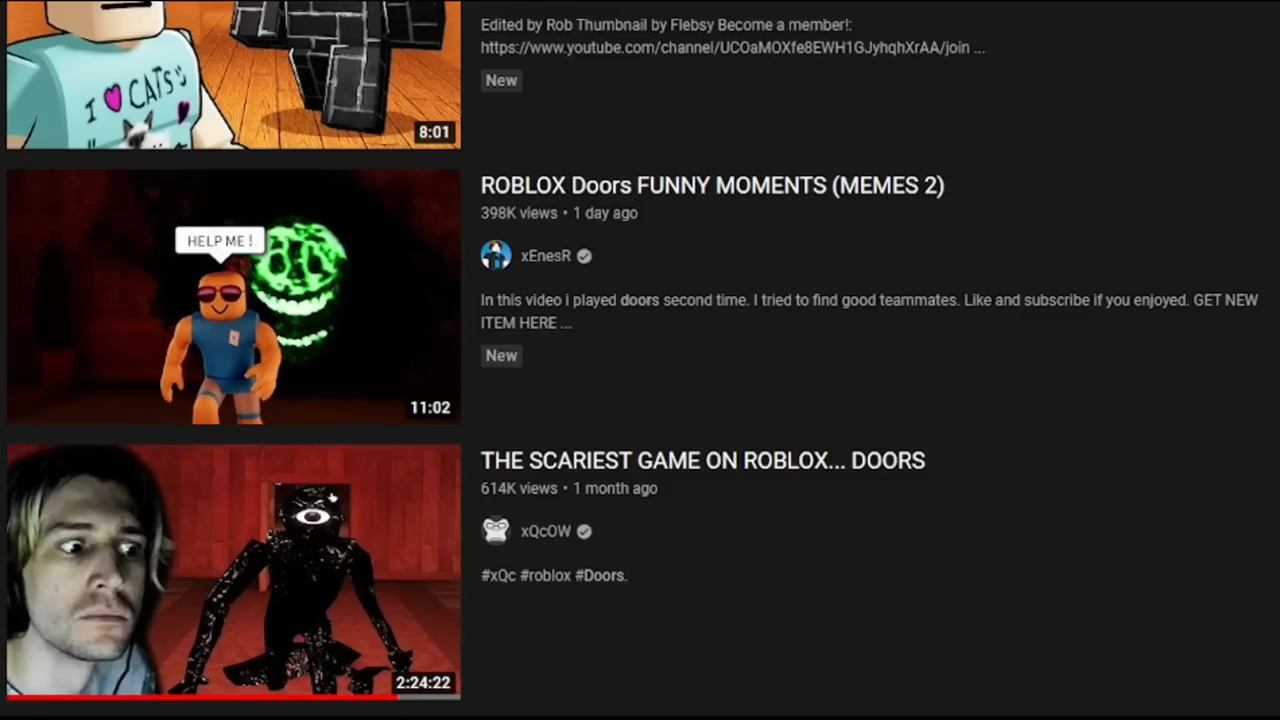 Edited by Rob Thumbnail by Flebsy Become a member!:
https://www.youtube.com/channel/UCOaMOXfe8EWH1GJyhqhXrAA/join ...
New
I CATS
8:01
ROBLOX Doors FUNNY MOMENTS (MEMES 2)
398K views • 1 day ago
HELP ME !
xEnesR
In this video i played doors second time. I tried to find good teammates. Like and subscribe if you enjoyed. GET NEW
ITEM HERE ...
New
11:02
THE SCARIEST GAME ON ROBLOX... DOORS
614K views • 1 month ago
xQcOW
#xQc #roblox #Doors.
2:24:22